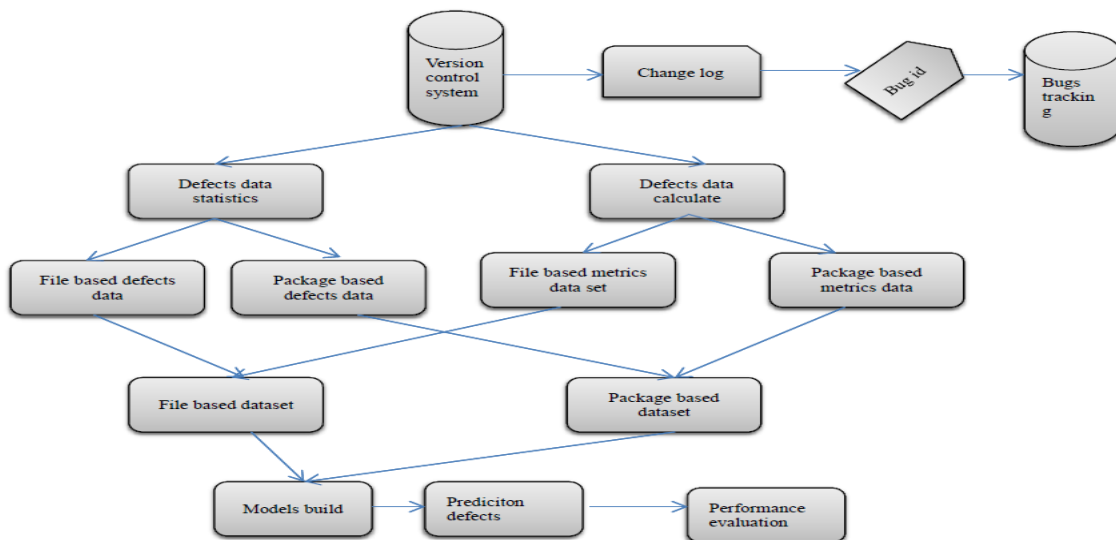 Version
control
system
Change log
Bug id
Bugs
trackin
g
Defects data
statistics
Defects data
calculate
File based defects
data
Package based
defects data
File based metrics
data set
Package based
metrics data
File based dataset
Package based
dataset
Models build
Prediciton
defects
Performance
evaluation